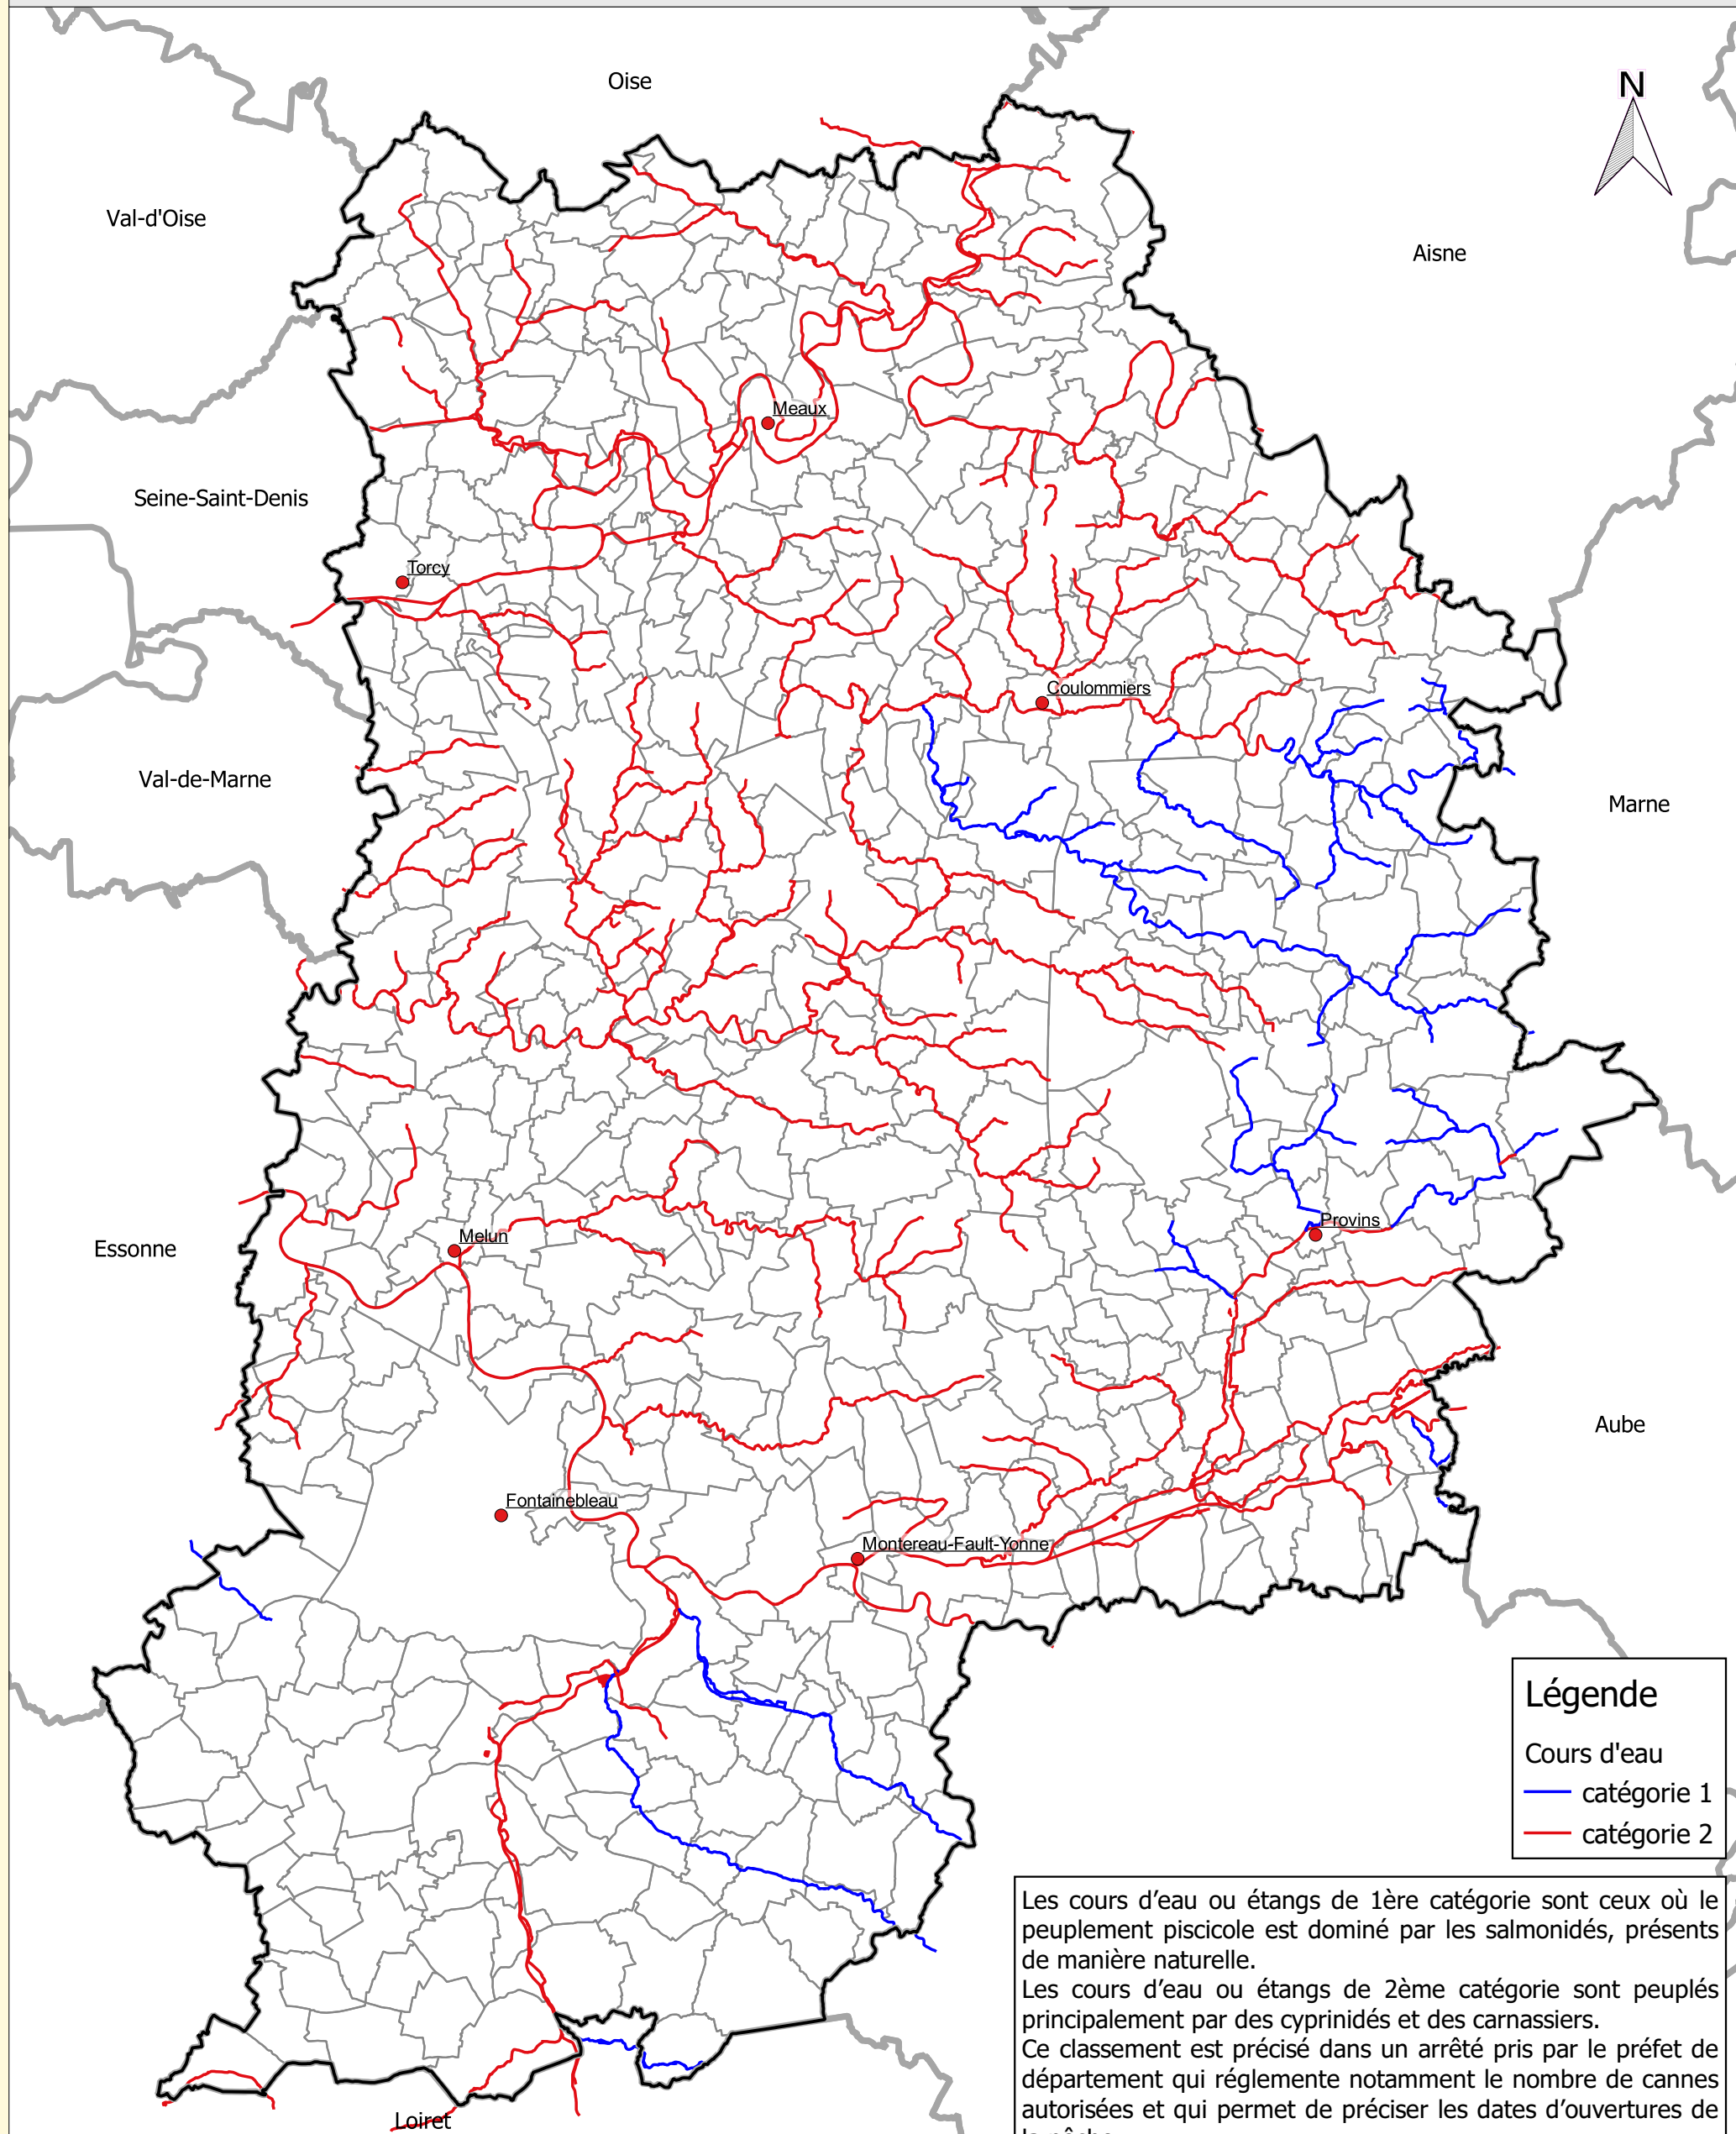 Oise
N
Val-d'Oise
Aisne
Meaux
Seine-Saint-Denis
Torcy
Coulommiers
Val-de-Marne
Marne
Provins
Melun
Essonne
Aube
Fontainebleau
Montereau-Fault-Yonne
Légende
Cours d'eau
catégorie 1
catégorie 2
Les cours d’eau ou étangs de 1ère catégorie sont ceux où le
peuplement piscicole est dominé par les salmonidés, présents
de manière naturelle.
Les cours d’eau ou étangs de 2ème catégorie sont peuplés
principalement par des cyprinidés et des carnassiers.
Ce classement est précisé dans un arrêté pris par le préfet de
département qui réglemente notamment le nombre de cannes
autorisées et qui permet de préciser les dates d’ouvertures de
Loiret